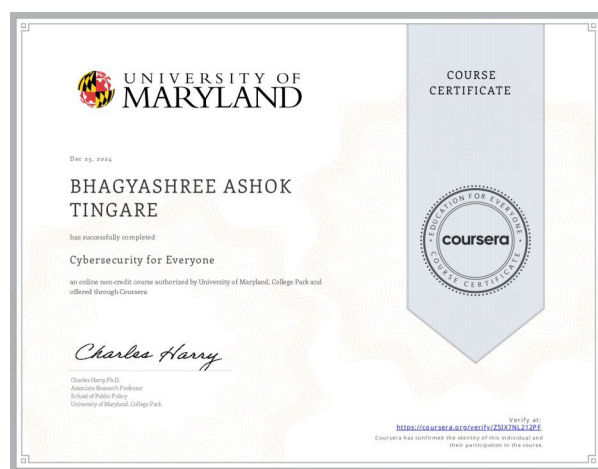 UNIVERSITY OF
MARYLAND
COURSE
CERTIFICATE
Dec 23, 2024
BHAGYASHREE ASHOK
TINGARE
has successfully completed
Cybersecurity for Everyone
an online non-credit course authorized by University of Maryland, College Park and
offered through Coursera
EDUCATION FOR EVERYONE
coursera
COURSE CERTIFICATE
Charles Harry
Charles Harry, Ph.D.
Associate Research Professor
School of Public Policy
University of Maryland, College Park
Verify at:
https://coursera.org/verify/Z5IX7NL212PF
Coursera has confirmed the identity of this individual and
their participation in the course.